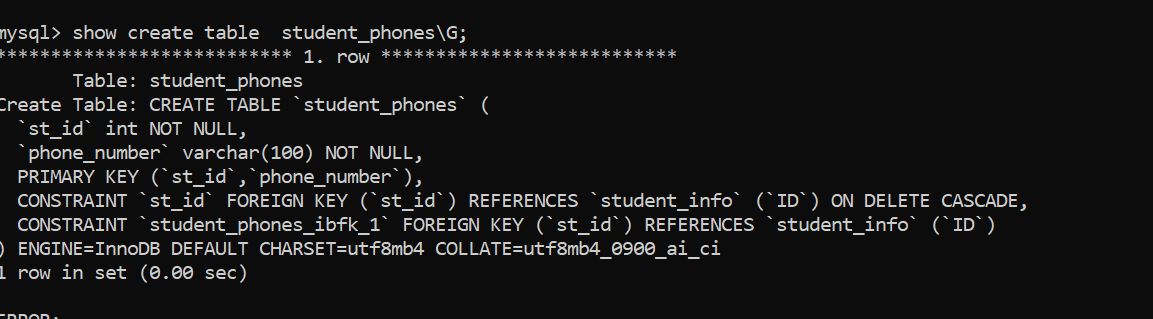 mysql> show create table  student_phones\G;
*************************** 1. row ***************************
       Table: student_phones
Create Table: CREATE TABLE `student_phones` (
  `st_id` int NOT NULL,
  `phone_number` varchar(100) NOT NULL,
  PRIMARY KEY (`st_id`,`phone_number`),
  CONSTRAINT `st_id` FOREIGN KEY (`st_id`) REFERENCES `student_info` (`ID`) ON DELETE CASCADE,
  CONSTRAINT `student_phones_ibfk_1` FOREIGN KEY (`st_id`) REFERENCES `student_info` (`ID`)
) ENGINE=InnoDB DEFAULT CHARSET=utf8mb4 COLLATE=utf8mb4_0900_ai_ci
1 row in set (0.00 sec)
ERROR: